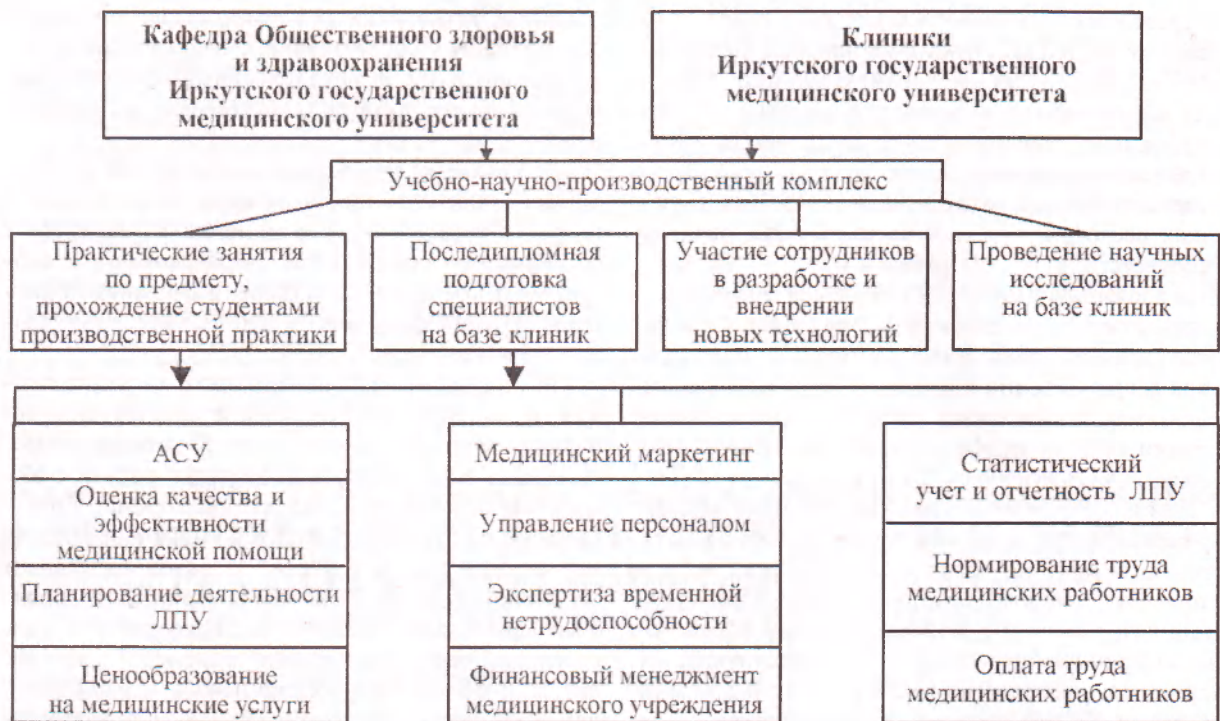 Кафедра Общественного здоровья
и здравоохранения
Иркутского государственного
медицинского университета
Клиники
Иркутского государственного
медицинского университета
Учебно-научно-производственный комплекс
Практические занятия
по предмету,
прохождение студентами
производственной практики
Последипломная
подготовка
специалистов
на базе клиник
Участие сотрудников
в разработке и
внедрении
новых технологий
Проведение научных
исследований
на базе клиник
АСУ
Оценка качества и
эффективности
медицинской помощи
Планирование деятельности
ЛПУ
Ценообразование
на медицинские услуги
Медицинский маркетинг
Управление персоналом
Экспертиза временной
нетрудоспособности
Финансовый менеджмент
медицинского учреждения
Статистический
учет и отчетность ЛПУ
Нормирование труда
медицинских работников
Оплата труда
медицинских работников